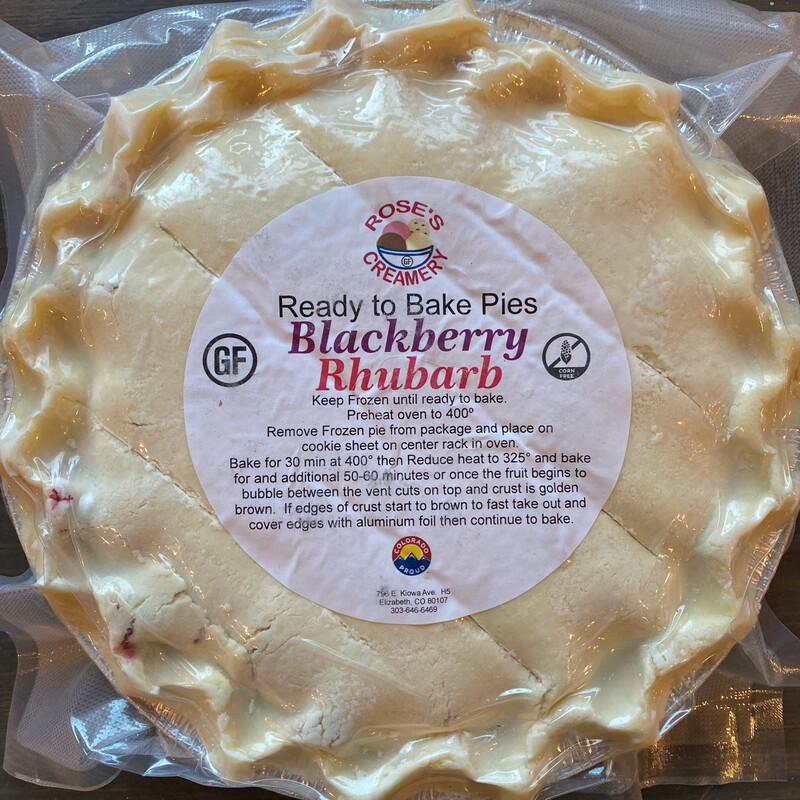 ROSE'S
GF
CREAMERY
Ready to Bake Pies
Blackberry
Rhubarb
GF
CORN
FREE
Keep Frozen until ready to bake.
Preheat oven to 400º
Remove Frozen pie from package and place on
cookie sheet on center rack in oven.
Bake for 30 min at 400° then Reduce heat to 325° and bake
for and additional 50-60 minutes or once the fruit begins to
bubble between the vent cuts on top and crust is golden
brown. If edges of crust start to brown to fast take out and
cover edges with aluminum foil then continue to bake.
COLORADO
PROUD
796 E. Kiowa Ave. H5
Elizabeth, CO 80107
303-646-6469